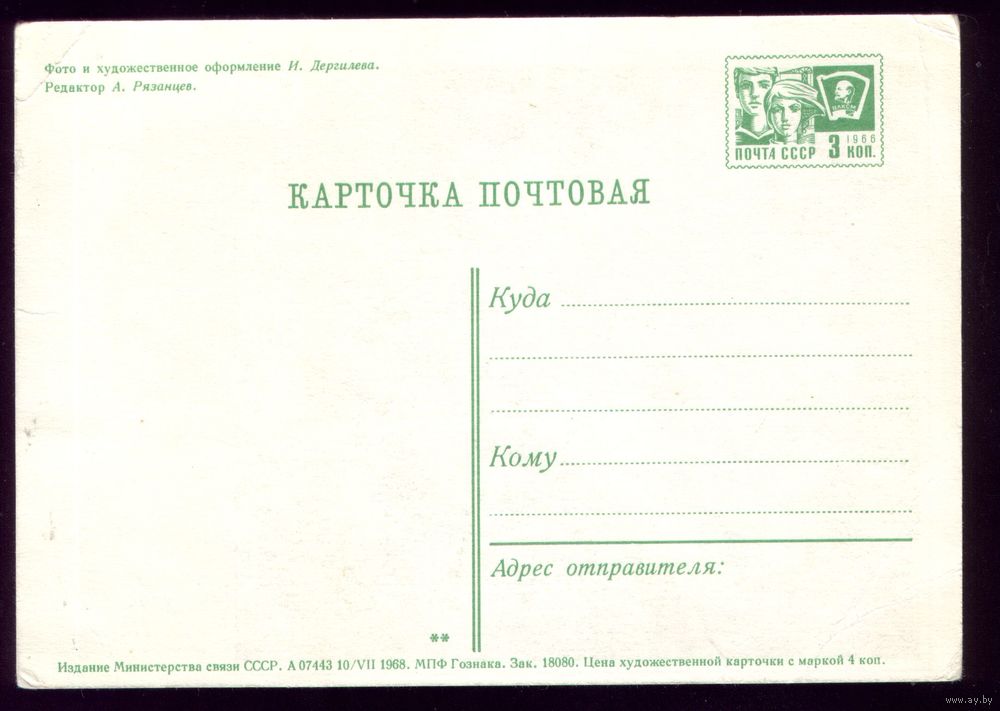 Фото и художественное оформление И. Дергилева.
Редактор А. Рязанцев.
ВЛКСМ
1966
ПОЧТА СССР 3 КОП.
КАРТОЧКА ПОЧТОВАЯ
Куда
Кому
Адрес отправителя:
**
Издание Министерства связи СССР. А 07443 10/VII 1968. МПФ Гознака. Зак. 18080. Цена художественной карточки с маркой 4 коп.
www.ay.by